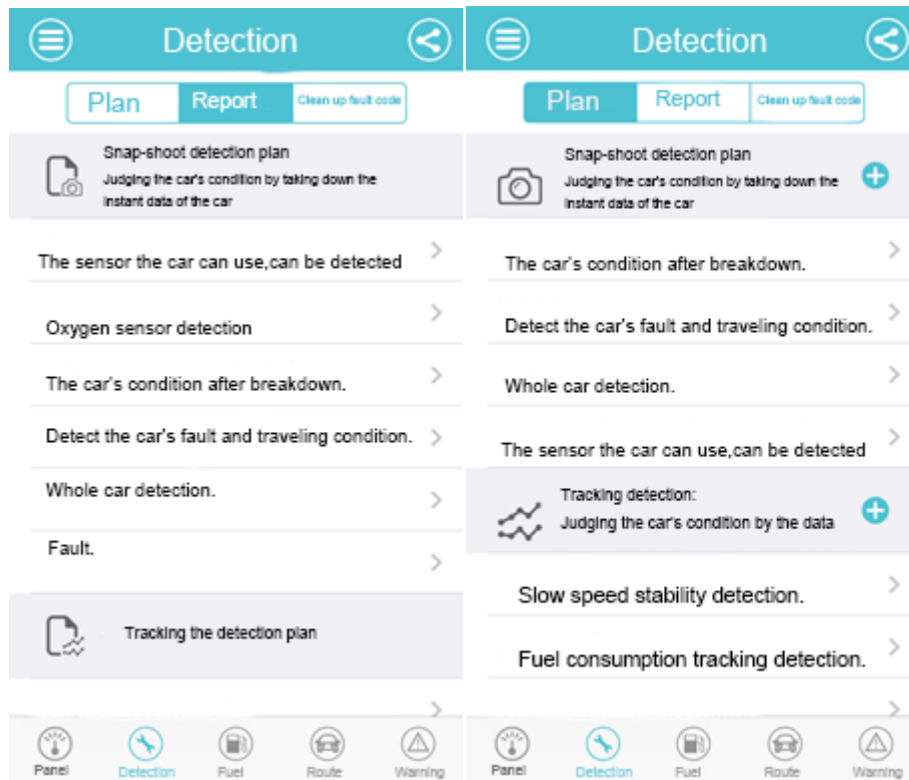 Detection
Plan Report Clean up fault code
Snap-shoot detection plan
Judging the car's condition by taking down the
instant data of the car
The sensor the car can use,can be detected
Oxygen sensor detection
The car's condition after breakdown.
Detect the car's fault and traveling condition.
Whole car detection.
Fault.
Tracking the detection plan
Panel Detection Fuel Route Warning
Detection
Plan Report Clean up fault code
Snap-shoot detection plan
Judging the car's condition by taking down the
instant data of the car
The car's condition after breakdown.
Detect the car's fault and traveling condition.
Whole car detection.
The sensor the car can use,can be detected
Tracking detection:
Judging the car's condition by the data
Slow speed stability detection.
Fuel consumption tracking detection.
Panel Detection Fuel Route Warning